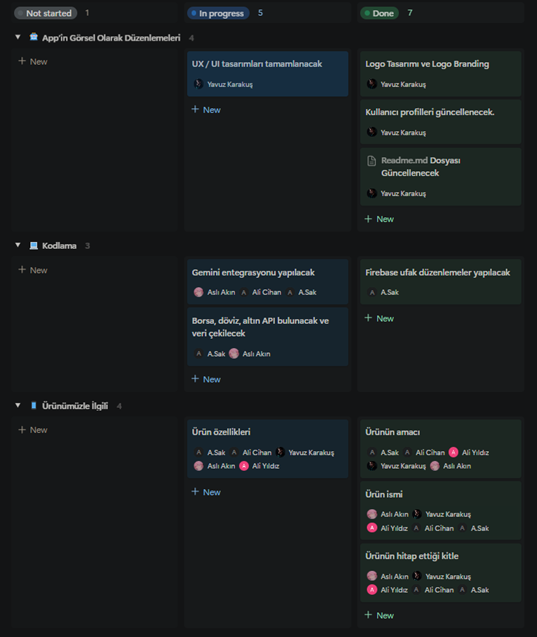 Not started 1
In progress 5
Done 7
App'in Görsel Olarak Düzenlemeleri 4
+ New
UX / UI tasarımları tamamlanacak
Yavuz Karakuş
+ New
Logo Tasarımı ve Logo Branding
Yavuz Karakuş
Kullanıcı profilleri güncellenecek.
Yavuz Karakuş
Readme.md Dosyası
Güncellenecek
Yavuz Karakuş
+ New
Kodlama 3
+ New
Gemini entegrasyonu yapılacak
Aslı Akın A Ali Cihan A A.Sak
Borsa, döviz, altın API bulunacak ve
veri çekilecek
A A.Sak Aslı Akın
+ New
Firebase ufak düzenlemeler yapılacak
A A.Sak
+ New
Ürünümüzle İlgili 4
+ New
Ürün özellikleri
A A.Sak A Ali Cihan Yavuz Karakuş
Aslı Akın A Ali Yıldız
+ New
Ürünün amacı
A A.Sak A Ali Cihan A Ali Yıldız
Yavuz Karakuş Aslı Akın
Ürün ismi
Aslı Akın Yavuz Karakuş
A Ali Yıldız A Ali Cihan A A.Sak
Ürünün hitap ettiği kitle
Aslı Akın Yavuz Karakuş
A Ali Yıldız A Ali Cihan A A.Sak
+ New